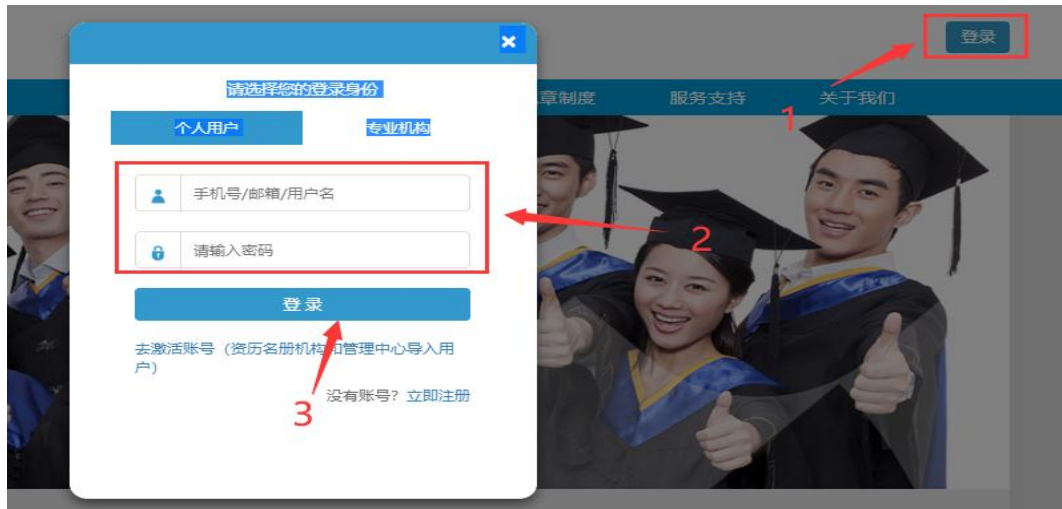 登录
1
章制度
服务支持
关于我们
×
请选择您的登录身份
个人用户
专业机构
手机号/邮箱/用户名
请输入密码
2
登录
去激活账号（资历名册机构和管理中心导入用
户）
没有账号？立即注册
3